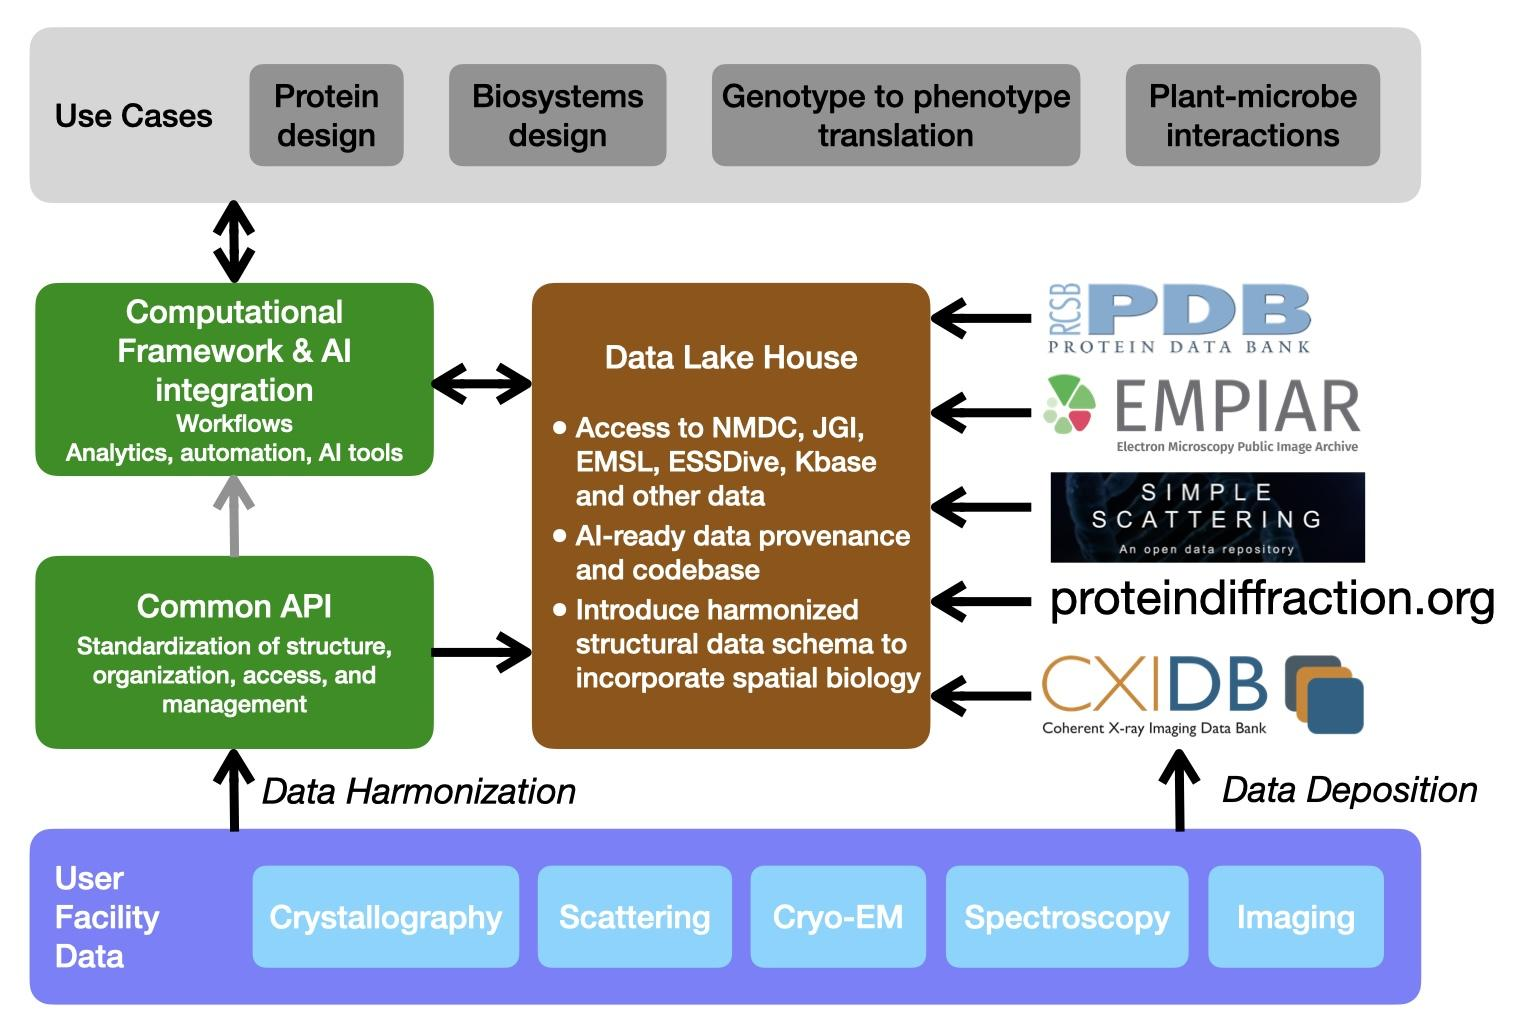 Use Cases
Protein
design
Biosystems
design
Genotype to phenotype
translation
Plant-microbe
interactions
Computational
Framework & AI
integration
Workflows
Analytics, automation, AI tools
Common API
Standardization of structure,
organization, access, and
management
Data Lake House
• Access to NMDC, JGI,
EMSL, ESSDive, Kbase
and other data
• AI-ready data provenance
and codebase
• Introduce harmonized
structural data schema to
incorporate spatial biology
RCSB
PDB
PROTEIN DATA BANK
EMPIAR
Electron Microscopy Public Image Archive
SIMPLE
SCATTERING
An open data repository
proteindiffraction.org
CXIDB
Coherent X-ray Imaging Data Bank
Data Harmonization
Data Deposition
User
Facility
Data
Crystallography
Scattering
Cryo-EM
Spectroscopy
Imaging